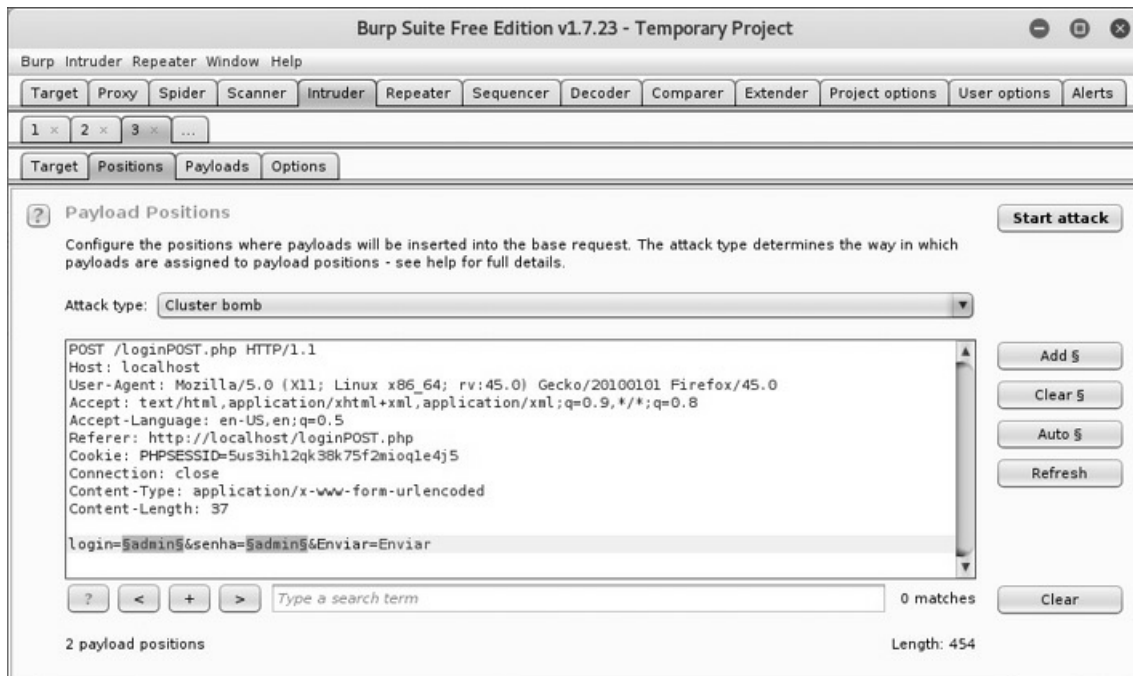 Burp Suite Free Edition v1.7.23 - Temporary Project
Burp Intruder Repeater Window Help
Target Proxy Spider Scanner Intruder Repeater Sequencer Decoder Comparer Extender Project options User options Alerts
1 × 2 × 3 × ...
Target Positions Payloads Options
? Payload Positions
Start attack
Configure the positions where payloads will be inserted into the base request. The attack type determines the way in which
payloads are assigned to payload positions - see help for full details.
Attack type: Cluster bomb
POST /loginPOST.php HTTP/1.1
Host: localhost
User-Agent: Mozilla/5.0 (X11; Linux x86_64; rv:45.0) Gecko/20100101 Firefox/45.0
Accept: text/html,application/xhtml+xml,application/xml;q=0.9,*/*;q=0.8
Accept-Language: en-US,en;q=0.5
Referer: http://localhost/loginPOST.php
Cookie: PHPSESSID=5us3ih12qk38k75f2mioq1e4j5
Connection: close
Content-Type: application/x-www-form-urlencoded
Content-Length: 37
login=§admin§&senha=§admin§&Enviar=Enviar
Add §
Clear §
Auto §
Refresh
? < + > Type a search term 0 matches Clear
2 payload positions Length: 454